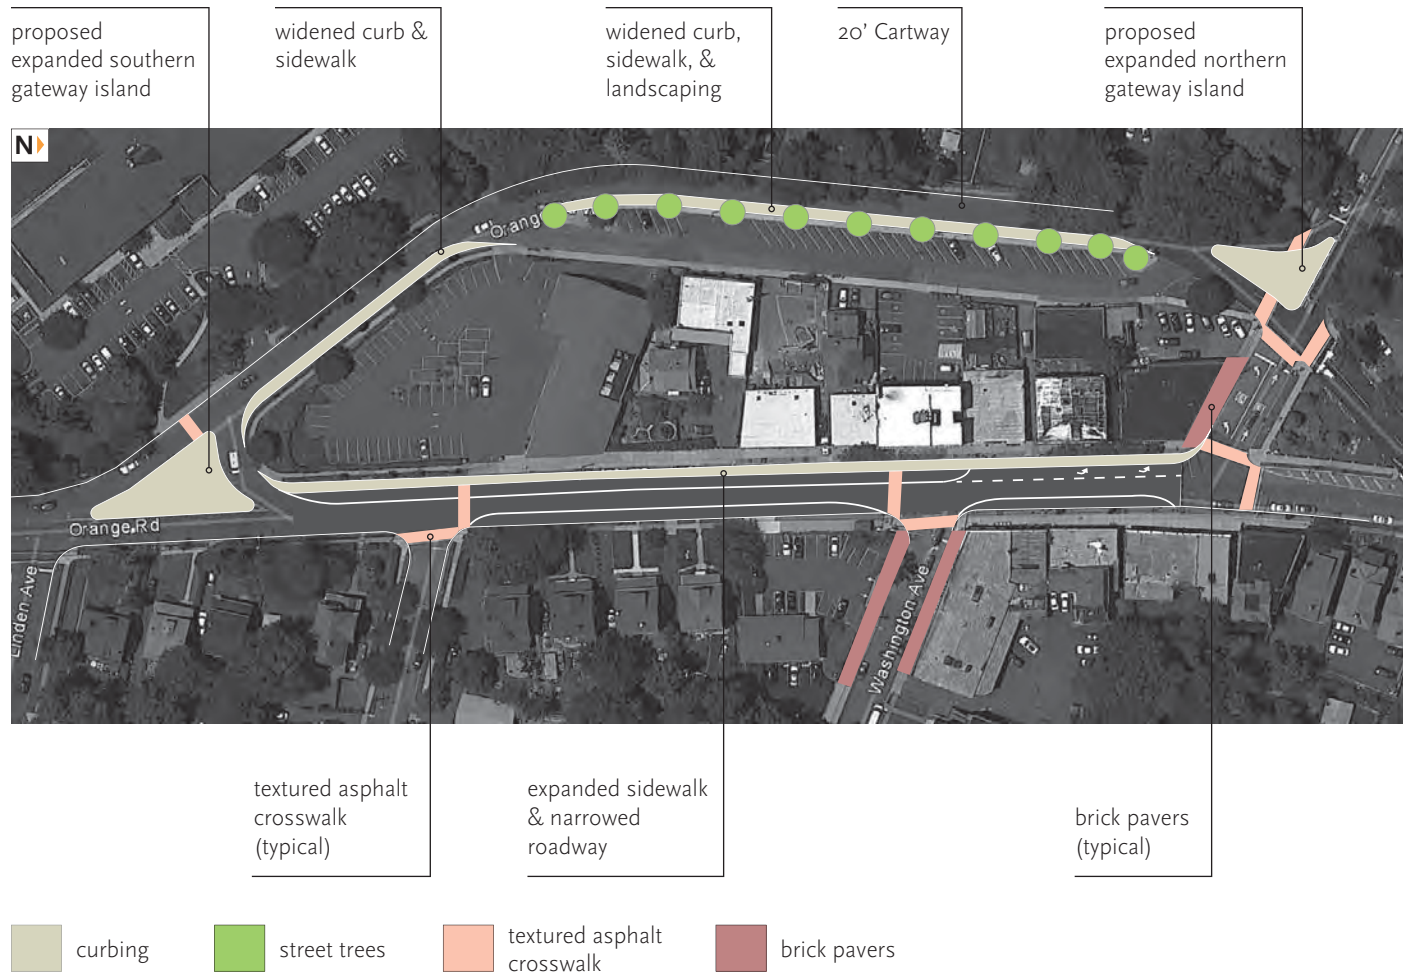 proposed
expanded southern
gateway island
widened curb &
sidewalk
widened curb,
sidewalk, &
landscaping
20' Cartway
proposed
expanded northern
gateway island
N
Orang
Orange Rd
Linden Ave
Washington Ave
textured asphalt
crosswalk
(typical)
expanded sidewalk
& narrowed
roadway
brick pavers
(typical)
curbing
street trees
textured asphalt
crosswalk
brick pavers